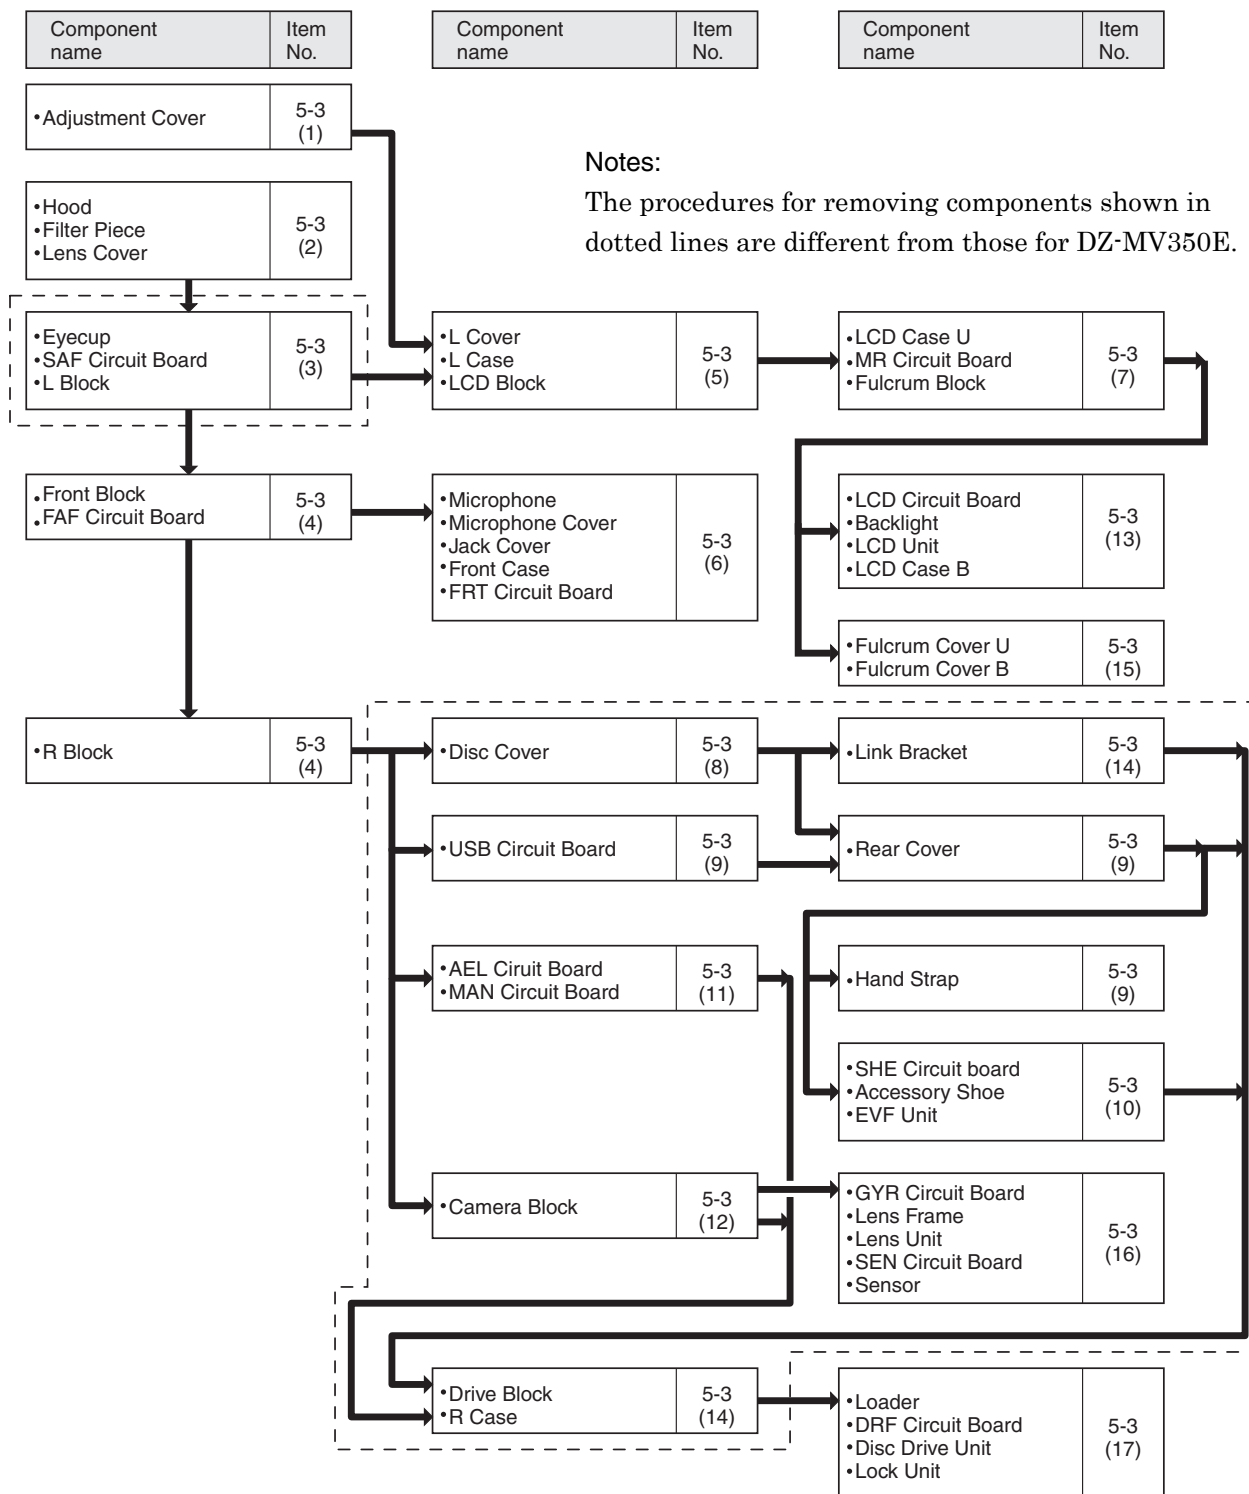 Component name
Item No.
Component name
Item No.
Component name
Item No.
•Adjustment Cover
5-3
(1)
Notes:
The procedures for removing components shown in
dotted lines are different from those for DZ-MV350E.
•Hood
•Filter Piece
•Lens Cover
5-3
(2)
•Eyecup
•SAF Circuit Board
•L Block
5-3
(3)
•L Cover
•L Case
•LCD Block
5-3
(5)
•LCD Case U
•MR Circuit Board
•Fulcrum Block
5-3
(7)
•Front Block
•FAF Circuit Board
5-3
(4)
•Microphone
•Microphone Cover
•Jack Cover
•Front Case
•FRT Circuit Board
5-3
(6)
•LCD Circuit Board
•Backlight
•LCD Unit
•LCD Case B
5-3
(13)
•Fulcrum Cover U
•Fulcrum Cover B
5-3
(15)
•R Block
5-3
(4)
•Disc Cover
5-3
(8)
•Link Bracket
5-3
(14)
•USB Circuit Board
5-3
(9)
•Rear Cover
5-3
(9)
•AEL Ciruit Board
•MAN Circuit Board
5-3
(11)
•Hand Strap
5-3
(9)
•SHE Circuit board
•Accessory Shoe
•EVF Unit
5-3
(10)
•Camera Block
5-3
(12)
•GYR Circuit Board
•Lens Frame
•Lens Unit
•SEN Circuit Board
•Sensor
5-3
(16)
•Drive Block
•R Case
5-3
(14)
•Loader
•DRF Circuit Board
•Disc Drive Unit
•Lock Unit
5-3
(17)